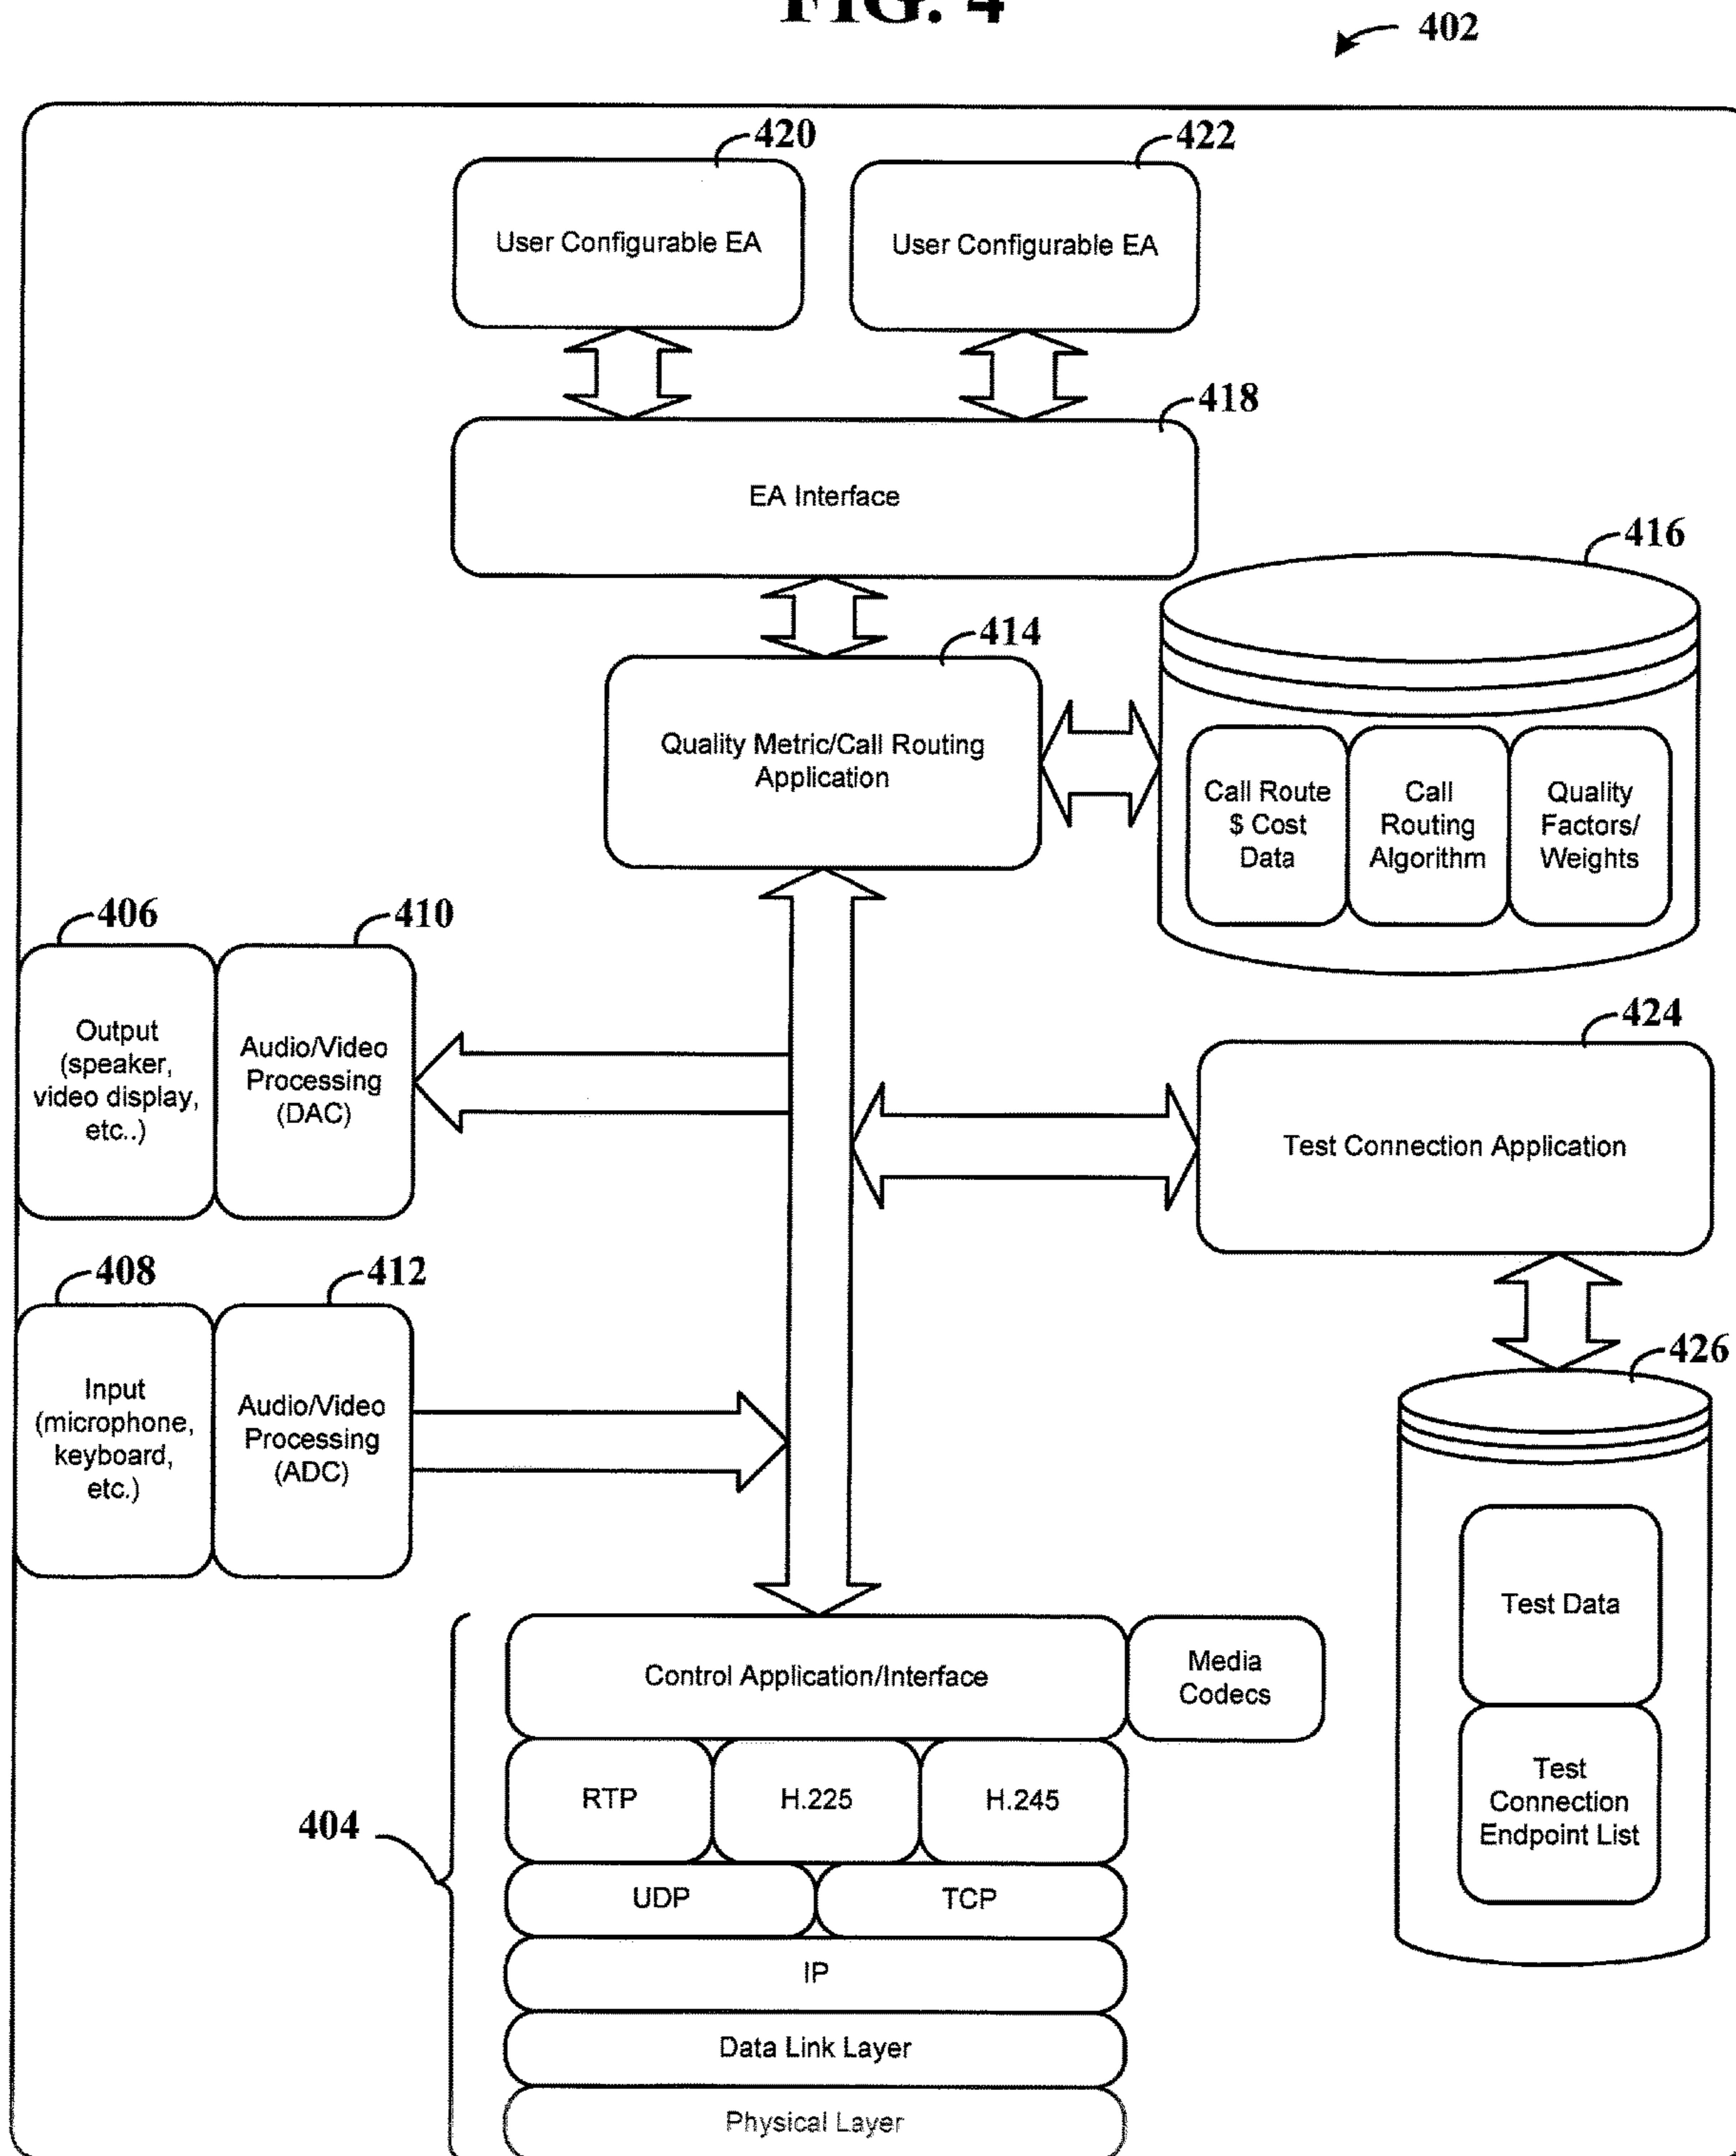 FIG. 4
402
420
422
User Configurable EA
User Configurable EA
418
EA Interface
416
414
Quality Metric/Call Routing
Application
Call Route
$ Cost
Data
Call
Routing
Algorithm
Quality
Factors/
Weights
406
410
Output
(speaker,
video display,
etc..)
Audio/Video
Processing
(DAC)
424
Test Connection Application
408
412
Input
(microphone,
keyboard,
etc.)
Audio/Video
Processing
(ADC)
426
Test Data
Test
Connection
Endpoint List
Control Application/Interface
Media
Codecs
RTP
H.225
H.245
404
UDP
TCP
IP
Data Link Layer
Physical Layer